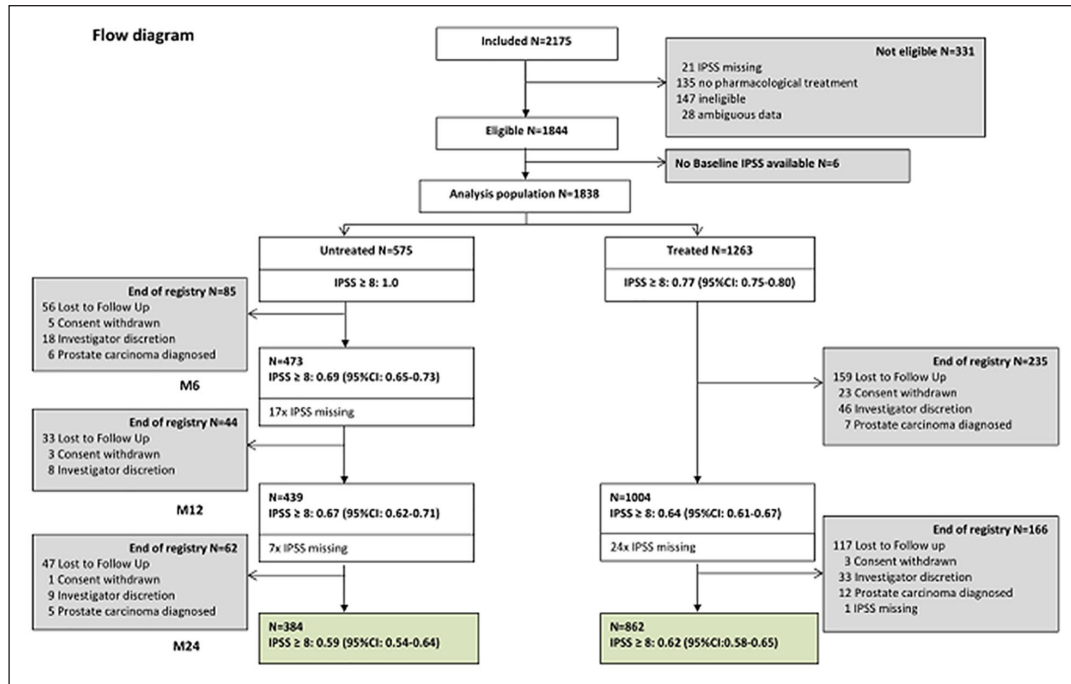 Flow diagram
Included N=2175
Not eligible N=331
21 IPSS missing
135 no pharmacological treatment
147 ineligible
28 ambiguous data
Eligible N=1844
No Baseline IPSS available N=6
Analysis population N=1838
Untreated N=575
IPSS ≥ 8: 1.0
Treated N=1263
IPSS ≥ 8: 0.77 (95%CI: 0.75-0.80)
End of registry N=85
56 Lost to Follow Up
5 Consent withdrawn
18 Investigator discretion
6 Prostate carcinoma diagnosed
M6
N=473
IPSS ≥ 8: 0.69 (95%CI: 0.65-0.73)
17x IPSS missing
End of registry N=235
159 Lost to Follow Up
23 Consent withdrawn
46 Investigator discretion
7 Prostate carcinoma diagnosed
End of registry N=44
33 Lost to Follow Up
3 Consent withdrawn
8 Investigator discretion
M12
N=439
IPSS ≥ 8: 0.67 (95%CI: 0.62-0.71)
7x IPSS missing
N=1004
IPSS ≥ 8: 0.64 (95%CI: 0.61-0.67)
24x IPSS missing
End of registry N=62
47 Lost to Follow Up
1 Consent withdrawn
9 Investigator discretion
5 Prostate carcinoma diagnosed
M24
End of registry N=166
117 Lost to Follow up
3 Consent withdrawn
33 Investigator discretion
12 Prostate carcinoma diagnosed
1 IPSS missing
N=384
IPSS ≥ 8: 0.59 (95%CI: 0.54-0.64)
N=862
IPSS ≥ 8: 0.62 (95%CI:0.58-0.65)